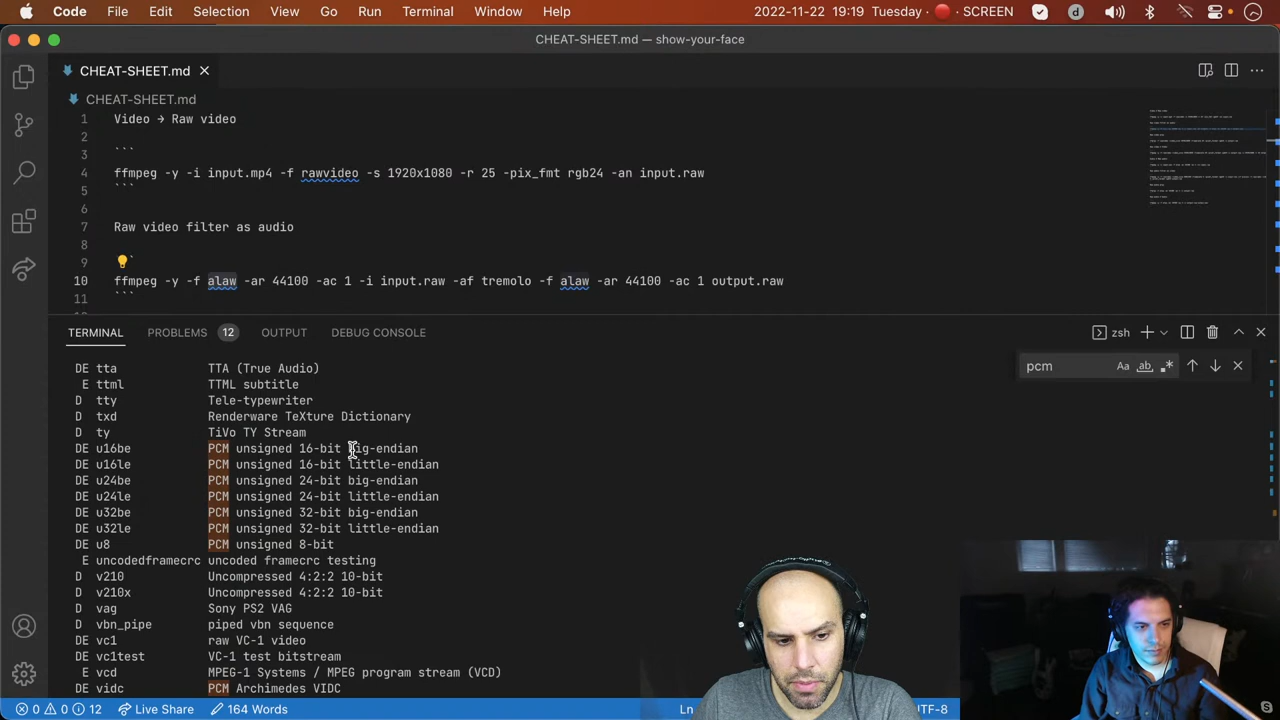 Code File Edit Selection View Run Go Run Terminal Window Help 2022-11-22 19:19 Tuesday SCREEN
CHEAT-SHEET.md — show-your-face
CHEAT-SHEET.md
CHEAT-SHEET.md
1 Video → Raw video
2
3 ```
4 ffmpeg -y -i input.mp4 -f rawvideo -s 1920x1080 -r 25 -pix_fmt rgb24 -an input.raw
5 ```
6
7 Raw video filter as audio
8
9 `
10 ffmpeg -y -f alaw -ar 44100 -ac 1 -i input.raw -af tremolo -f alaw -ar 44100 -ac 1 output.raw
11 ```
TERMINAL PROBLEMS 12 OUTPUT DEBUG CONSOLE zsh
pcm Aa ab
DE tta TTA (True Audio)
E ttml TTML subtitle
D tty Tele-typewriter
D txd Renderware TeXture Dictionary
D ty TiVo TY Stream
DE u16be PCM unsigned 16-bit big-endian
DE u16le PCM unsigned 16-bit little-endian
DE u24be PCM unsigned 24-bit big-endian
DE u24le PCM unsigned 24-bit little-endian
DE u32be PCM unsigned 32-bit big-endian
DE u32le PCM unsigned 32-bit little-endian
DE u8 PCM unsigned 8-bit
E uncodedframecrc uncoded framecrc testing
D v210 Uncompressed 4:2:2 10-bit
D v210x Uncompressed 4:2:2 10-bit
D vag Sony PS2 VAG
D vbn_pipe piped vbn sequence
DE vc1 raw VC-1 video
DE vc1test VC-1 test bitstream
E vcd MPEG-1 Systems / MPEG program stream (VCD)
D vidc PCM Archimedes VIDC
0 0 12 Live Share 164 Words Ln UTF-8